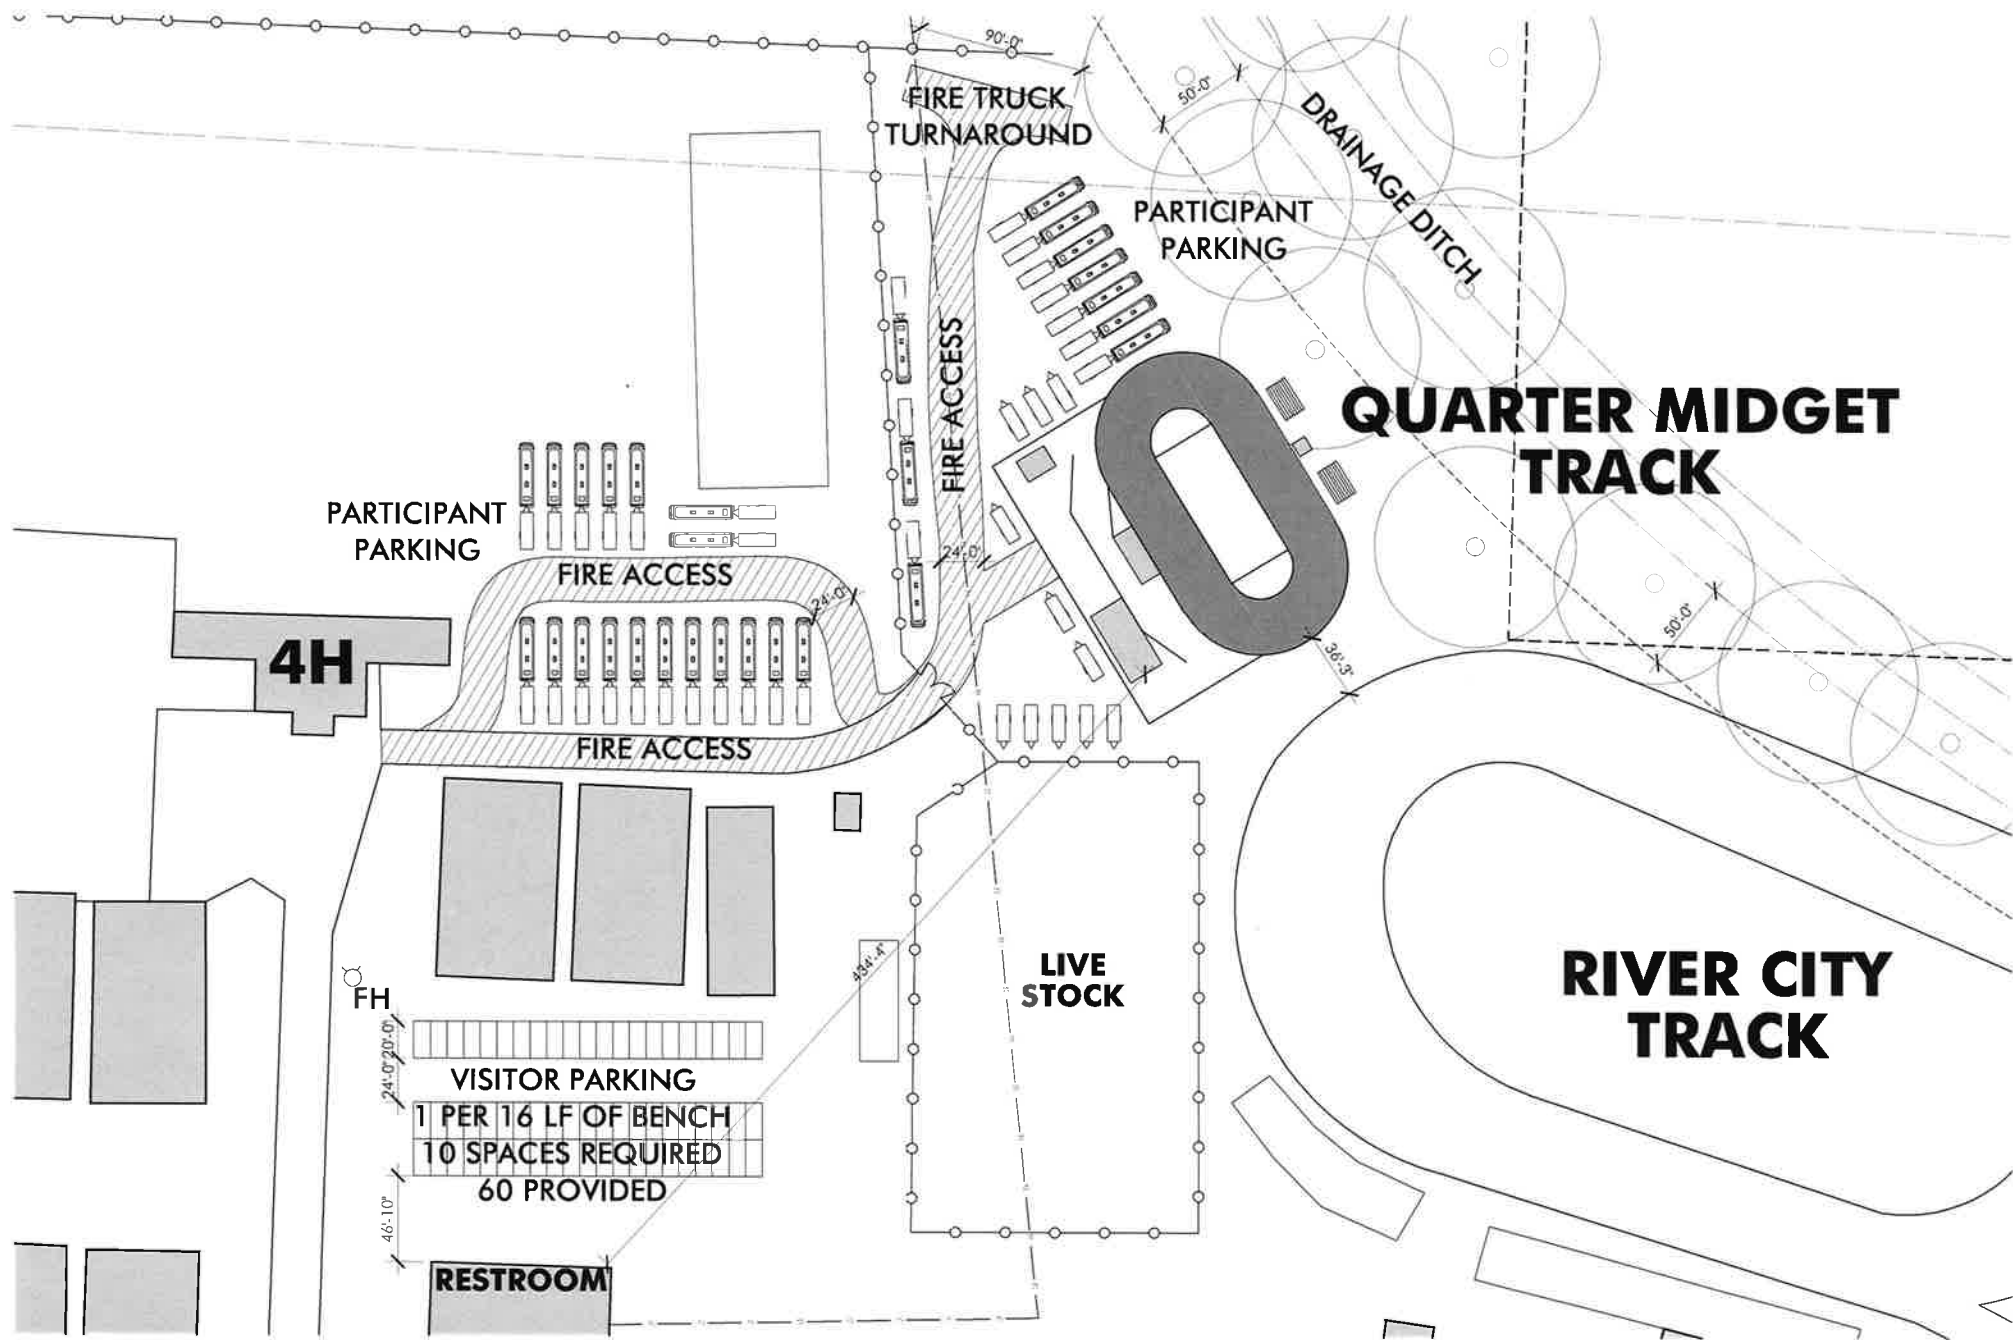 90'-0"
FIRE TRUCK
TURNAROUND
50'-0"
DRAINAGE DITCH
PARTICIPANT
PARKING
FIRE ACCESS
QUARTER MIDGET
TRACK
PARTICIPANT
PARKING
24'-0"
FIRE ACCESS
24'-0"
50'-0"
36'-3"
4H
FIRE ACCESS
LIVE
STOCK
434'-4"
RIVER CITY
TRACK
FH
20'-0"
24'-0"
VISITOR PARKING
1 PER 16 LF OF BENCH
10 SPACES REQUIRED
60 PROVIDED
46'-10"
RESTROOM